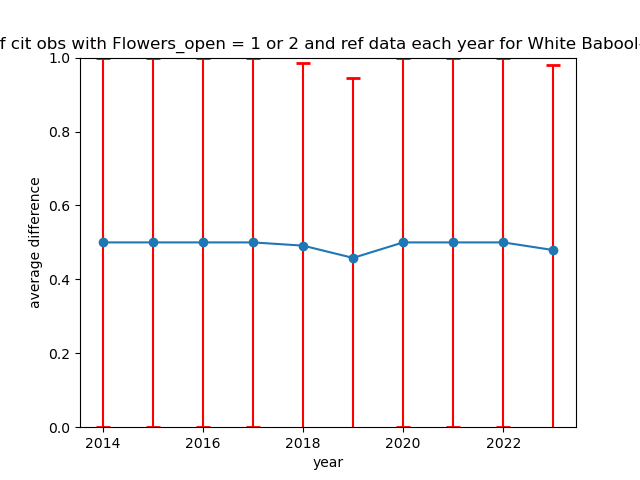 f cit obs with Flowers_open = 1 or 2 and ref data each year for White Babool-
1.0
0.8
0.6
0.4
0.2
0.0
average difference
2014 2016 2018 2020 2022
year